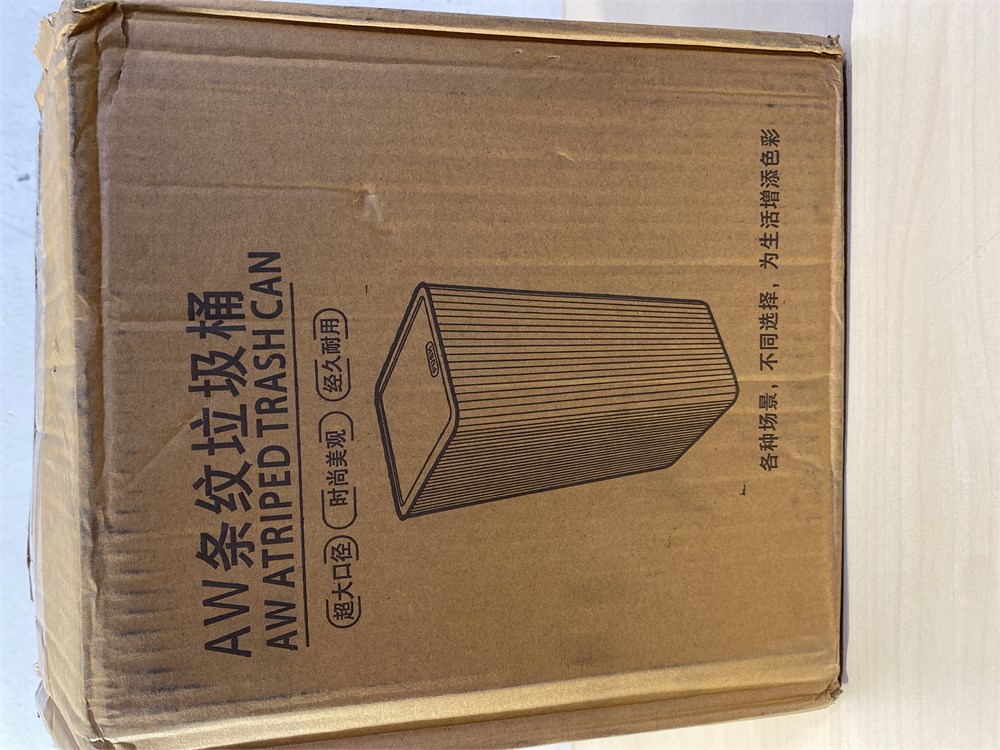 AW条纹垃圾桶
AW ATRIPED TRASH CAN
超大口径 时尚美观 经久耐用
各种场景，不同选择，为生活增添色彩